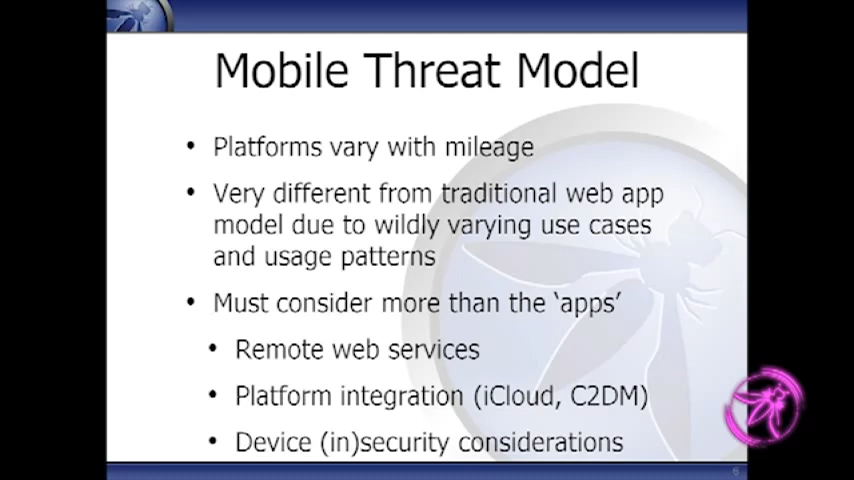 Mobile Threat Model
• Platforms vary with mileage
• Very different from traditional web app
model due to wildly varying use cases
and usage patterns
• Must consider more than the ‘apps’
• Remote web services
• Platform integration (iCloud, C2DM)
• Device (in)security considerations
6